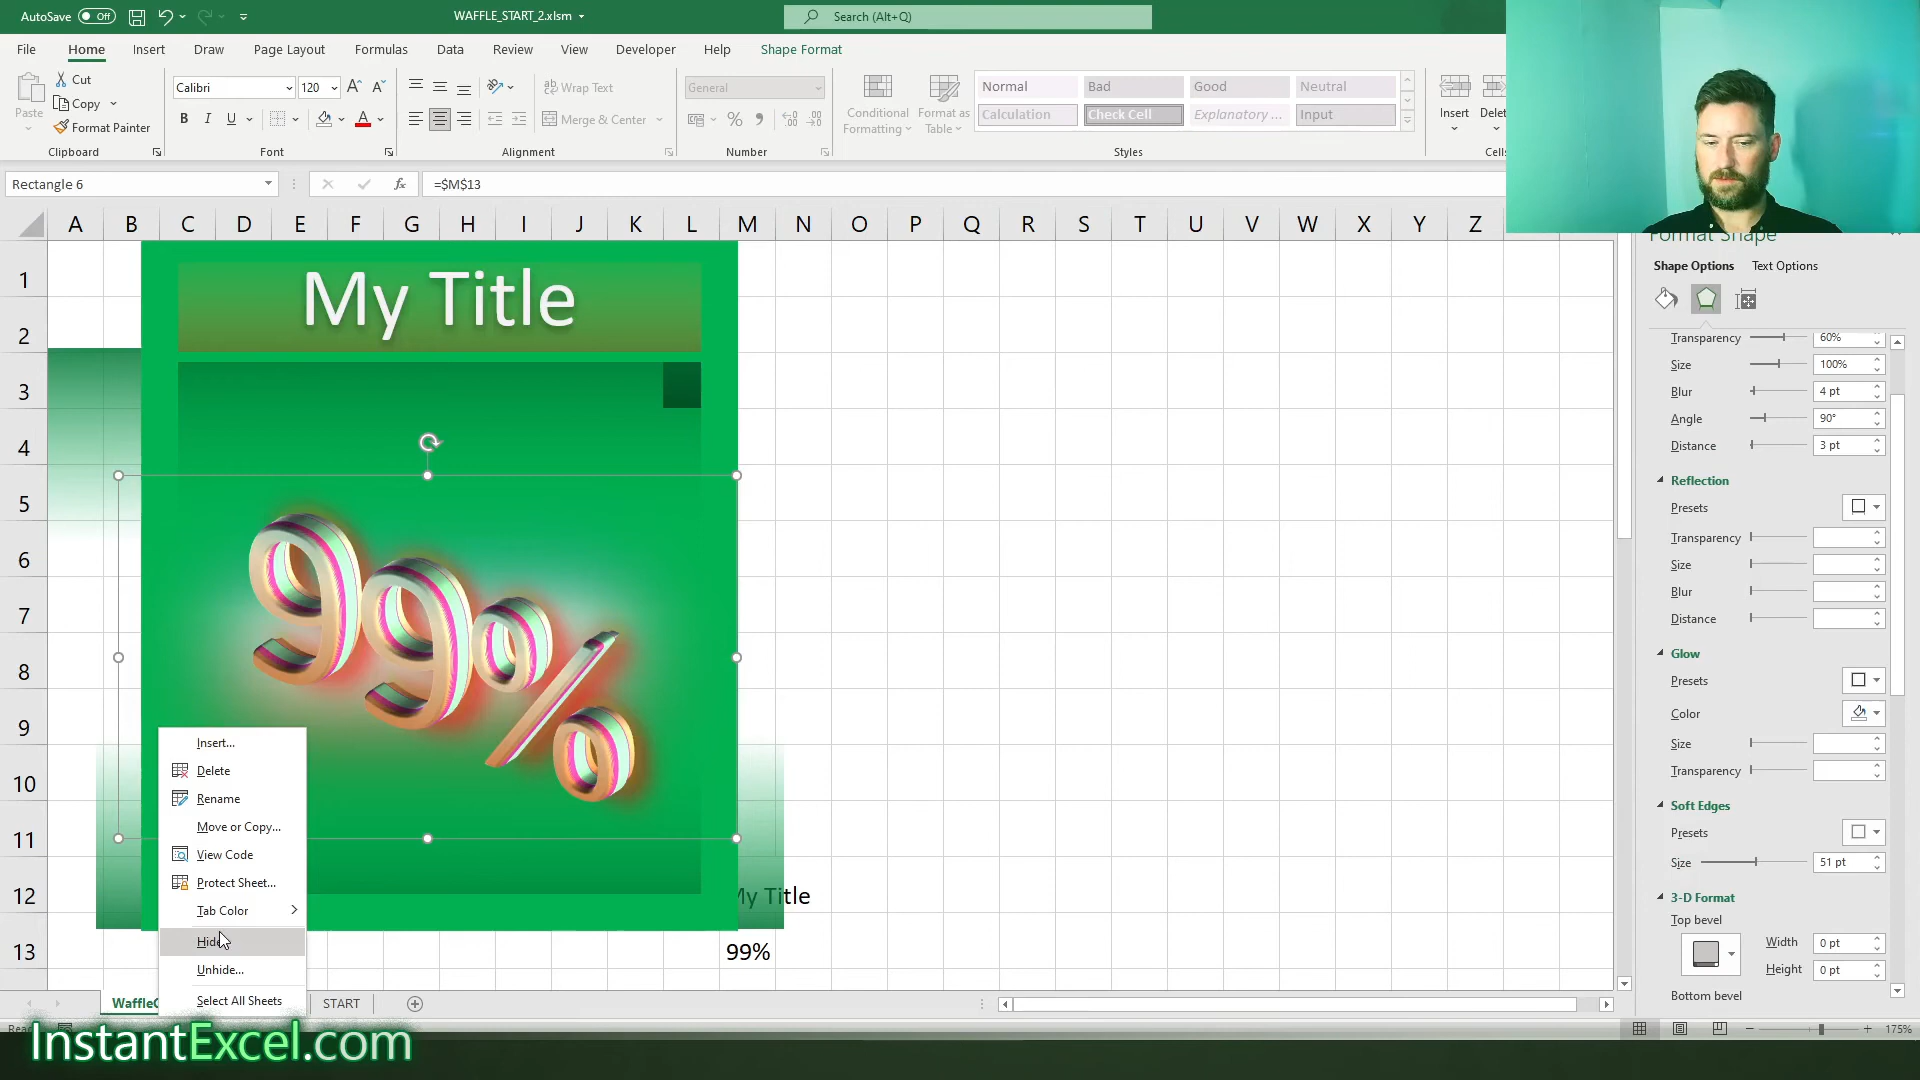 AutoSave Off WAFFLE_START_2.xlsm Search (Alt+Q)
File Home Insert Draw Page Layout Formulas Data Review View Developer Help Shape Format
Paste Cut
Copy
Format Painter
Clipboard
Calibri 120 A A
B I U A
Font
ab Wrap Text
Merge & Center
Alignment
General
% 9
Number
Conditional Formatting
Format as Table
Normal Bad Good Neutral
Calculation Check Cell Explanatory ... Input
Styles
Insert Delet
Cells
Rectangle 6 fx =$M$13
A B C D E F G H I J K L M N O P Q R S T U V W X Y Z
1
2
3
4
5
6
7
8
9
10
11
12
13
My Title
99%
My Title
99%
Insert...
Delete
Rename
Move or Copy...
View Code
Protect Sheet...
Tab Color
Hide
Unhide...
Select All Sheets
START
Format Shape
Shape Options Text Options
Transparency 60%
Size 100%
Blur 4 pt
Angle 90°
Distance 3 pt
Reflection
Presets
Transparency
Size
Blur
Distance
Glow
Presets
Color
Size
Transparency
Soft Edges
Presets
Size 51 pt
3-D Format
Top bevel
Width 0 pt
Height 0 pt
Bottom bevel
175%
InstantExcel.com